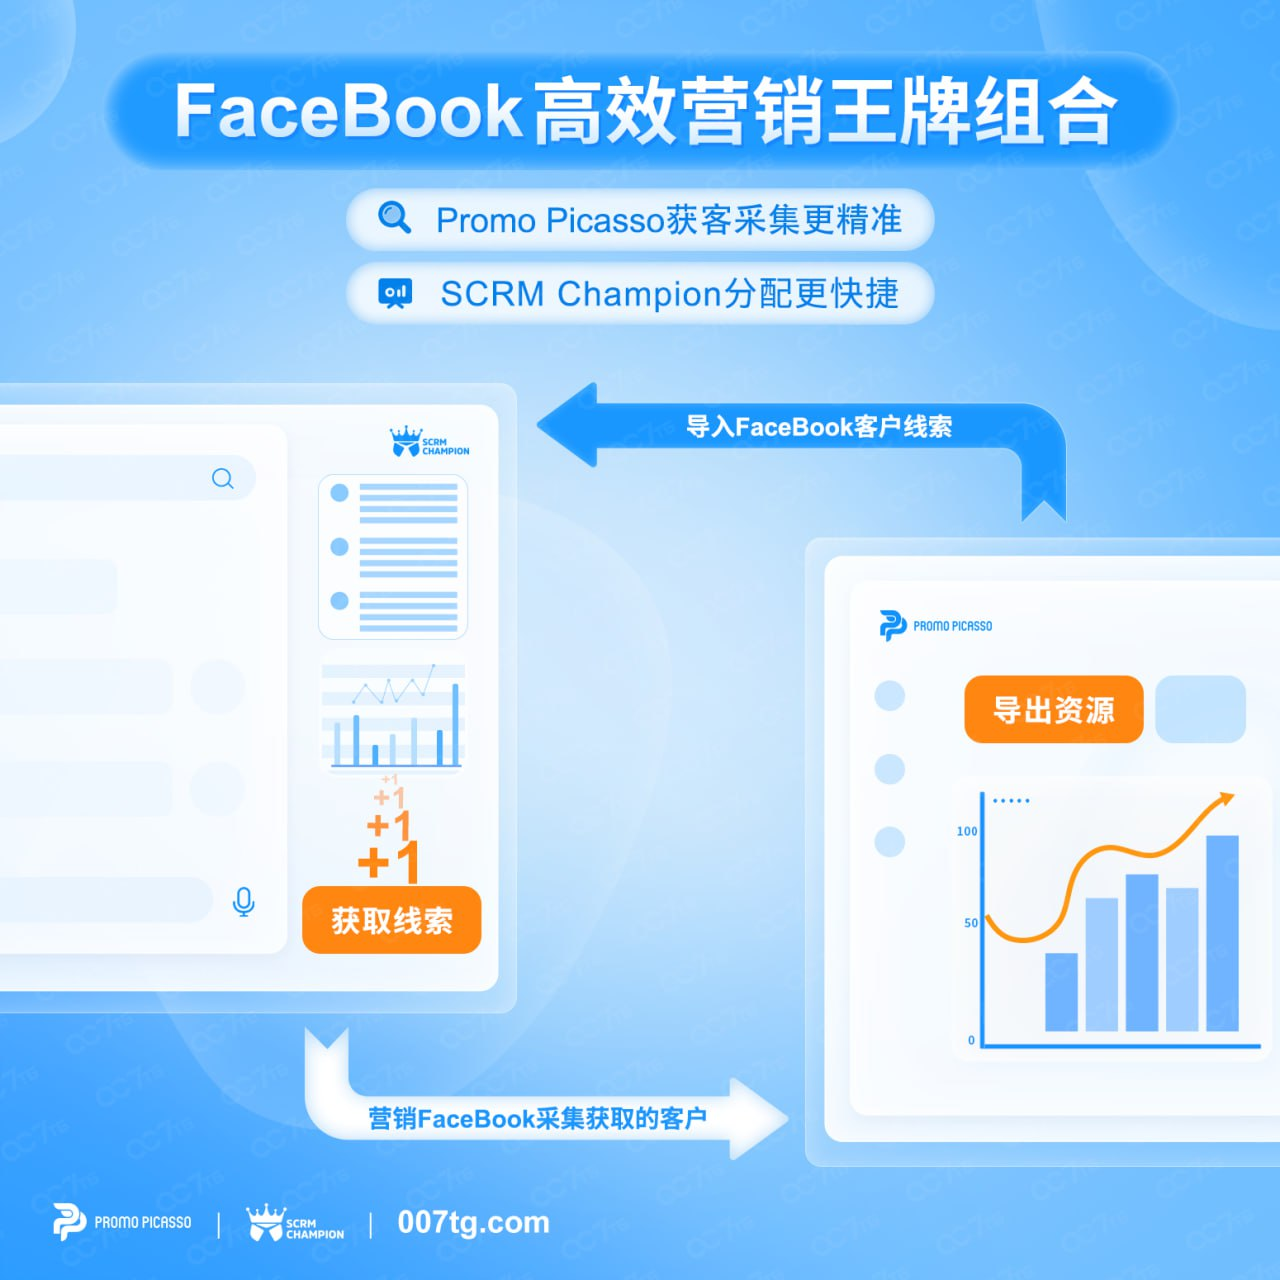 FaceBook高效营销王牌组合
Promo Picasso获客采集更精准
SCRM Champion分配更快捷
导入FaceBook客户线索
SCRM
CHAMPION
+1
+1
+1
+1
获取线索
PROMO PICASSO
导出资源
100
50
0
营销FaceBook采集获取的客户
PROMO PICASSO
SCRM
CHAMPION
007tg.com